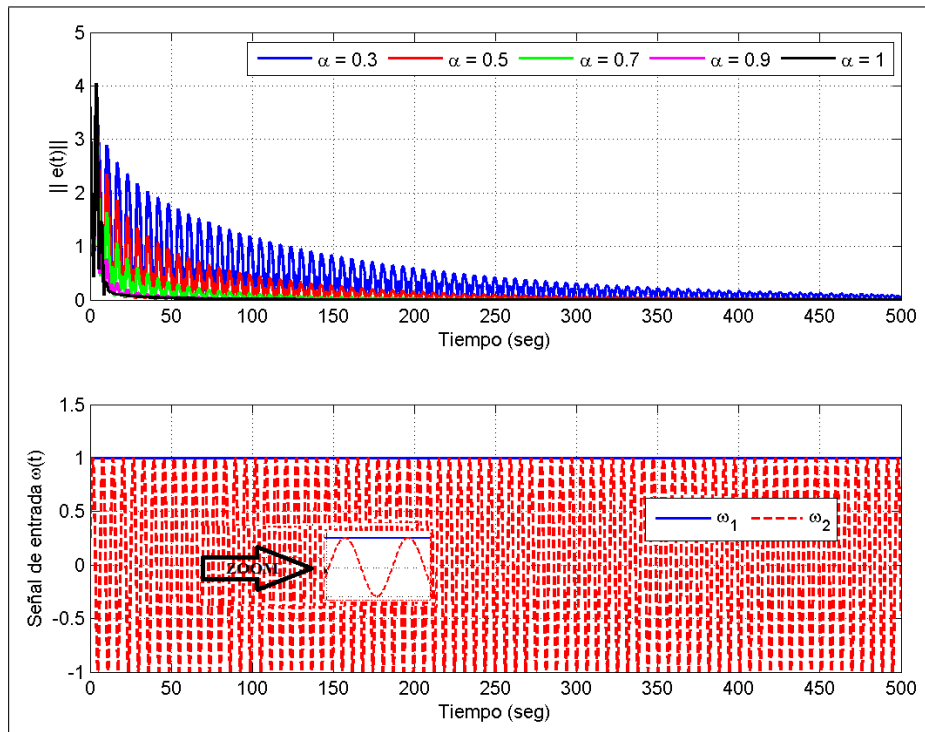 5
4
3
2
1
0
|| e(t)||
α = 0.3 α = 0.5 α = 0.7 α = 0.9 α = 1
0 50 100 150 200 250 300 350 400 450 500
Tiempo (seg)
1.5
1
0.5
0
-0.5
-1
Señal de entrada ω(t)
ω₁ ω₂
ZOOM
0 50 100 150 200 250 300 350 400 450 500
Tiempo (seg)